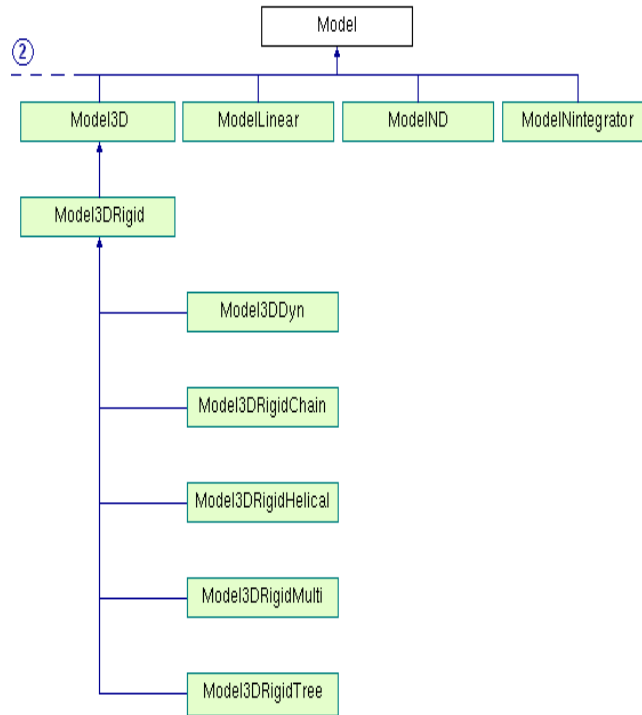 Model
2
Model3D
ModelLinear
ModelND
ModelNintegrator
Model3DRigid
Model3DDyn
Model3DRigidChain
Model3DRigidHelical
Model3DRigidMulti
Model3DRigidTree